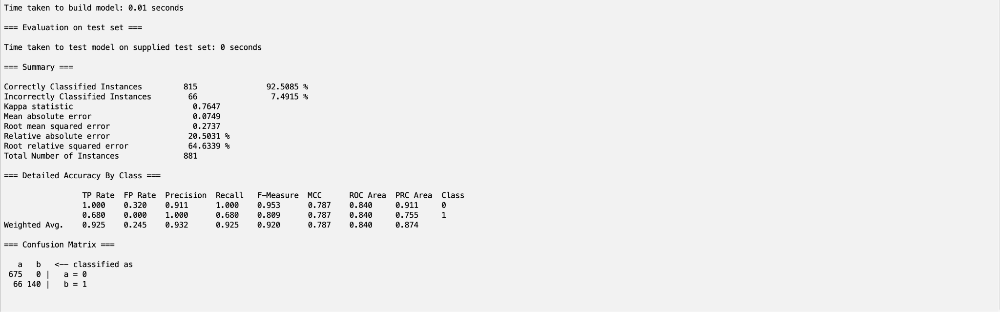 Time taken to build model: 0.01 seconds

=== Evaluation on test set ===

Time taken to test model on supplied test set: 0 seconds

=== Summary ===

Correctly Classified Instances         815               92.5085 %
Incorrectly Classified Instances        66                7.4915 %
Kappa statistic                          0.7647
Mean absolute error                      0.0749
Root mean squared error                  0.2737
Relative absolute error                 20.5031 %
Root relative squared error             64.6339 %
Total Number of Instances              881

=== Detailed Accuracy By Class ===

                 TP Rate  FP Rate  Precision  Recall   F-Measure  MCC      ROC Area  PRC Area  Class
                 1.000    0.320    0.911      1.000    0.953      0.787    0.840     0.911     0
                 0.680    0.000    1.000      0.680    0.809      0.787    0.840     0.755     1
Weighted Avg.    0.925    0.245    0.932      0.925    0.920      0.787    0.840     0.874

=== Confusion Matrix ===

   a   b   <-- classified as
 675   0 |   a = 0
  66 140 |   b = 1